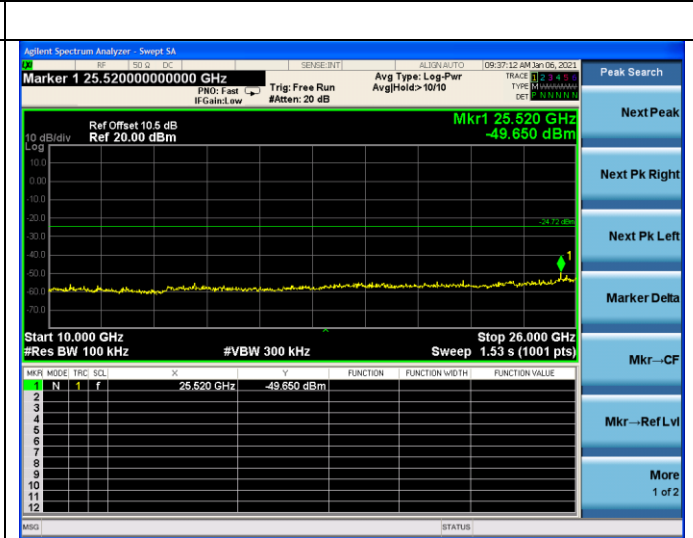 Agilent Spectrum Analyzer - Swept SA
RF 50 Ω DC SENSE:INT ALIGN AUTO 09:37:12 AM Jan 06, 2021
Marker 1 25.520000000000 GHz
PNO: Fast
IFGain:Low
Trig: Free Run
#Atten: 20 dB
Avg Type: Log-Pwr
Avg|Hold:>10/10
TRACE 1 2 3 4 5 6
TYPE M
DET P N N N N N
Peak Search
Ref Offset 10.5 dB
Ref 20.00 dBm
Mkr1 25.520 GHz
-49.650 dBm
10 dB/div
Log
10.0
0.00
-10.0
-20.0
-24.72 dBm
-30.0
-40.0
1
-50.0
-60.0
-70.0
Start 10.000 GHz Stop 26.000 GHz
#Res BW 100 kHz #VBW 300 kHz Sweep 1.53 s (1001 pts)
MKR MODE TRC SCL X Y FUNCTION FUNCTION WIDTH FUNCTION VALUE
1 N 1 f 25.520 GHz -49.650 dBm
2
3
4
5
6
7
8
9
10
11
12
MSG STATUS
Next Peak
Next Pk Right
Next Pk Left
Marker Delta
Mkr→CF
Mkr→Ref Lvl
More
1 of 2